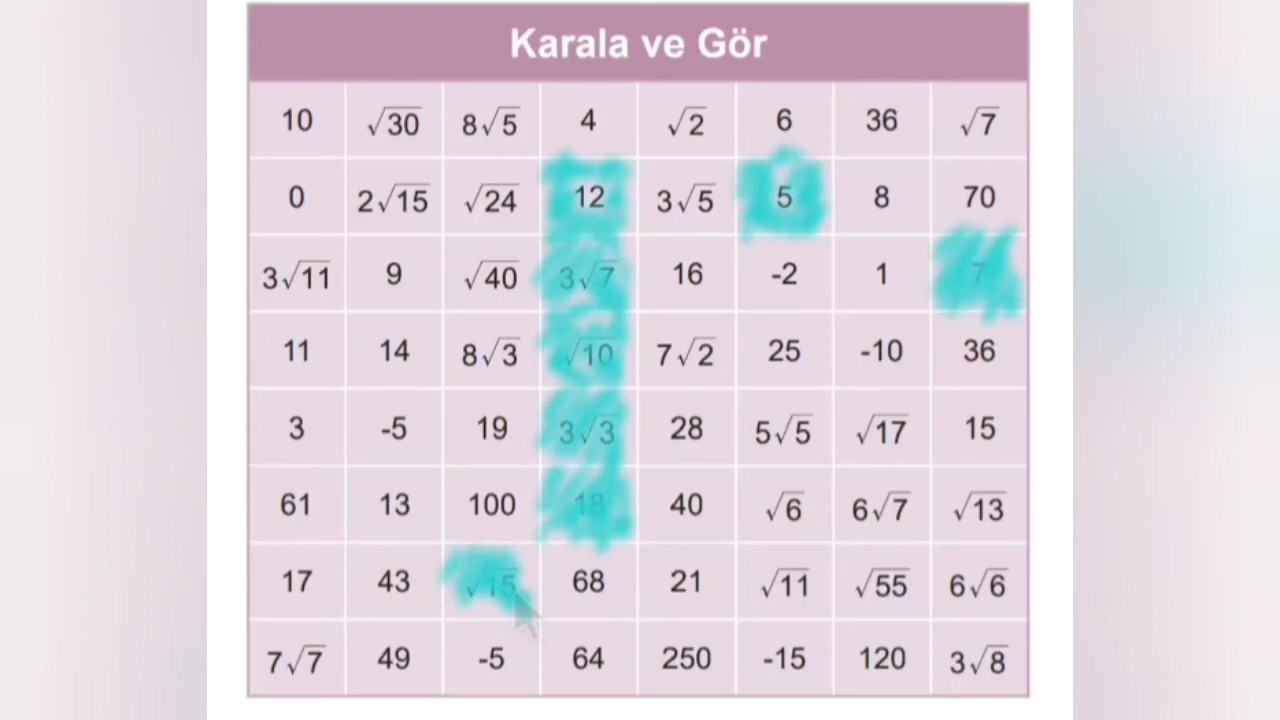 Karala ve Gör
10 √30 8√5 4 √2 6 36 √7
0 2√15 √24 12 3√5 5 8 70
3√11 9 √40 3√7 16 -2 1 7
11 14 8√3 √10 7√2 25 -10 36
3 -5 19 3√3 28 5√5 √17 15
61 13 100 18 40 √6 6√7 √13
17 43 √15 68 21 √11 √55 6√6
7√7 49 -5 64 250 -15 120 3√8